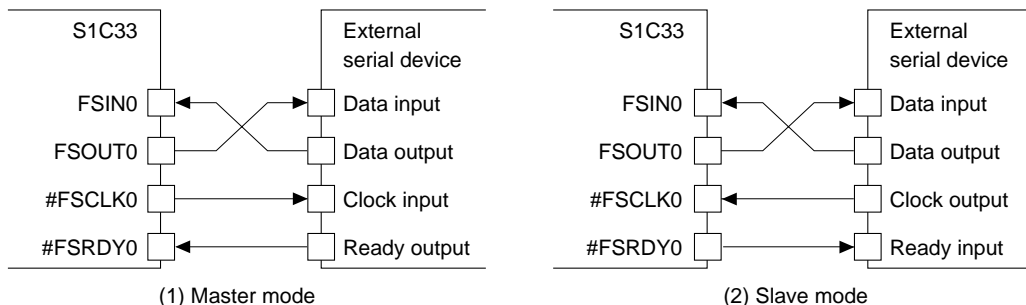 S1C33
External
serial device
FSIN0
Data input
FSOUT0
Data output
#FSCLK0
Clock input
#FSRDY0
Ready output
(1) Master mode
S1C33
External
serial device
FSIN0
Data input
FSOUT0
Data output
#FSCLK0
Clock output
#FSRDY0
Ready input
(2) Slave mode